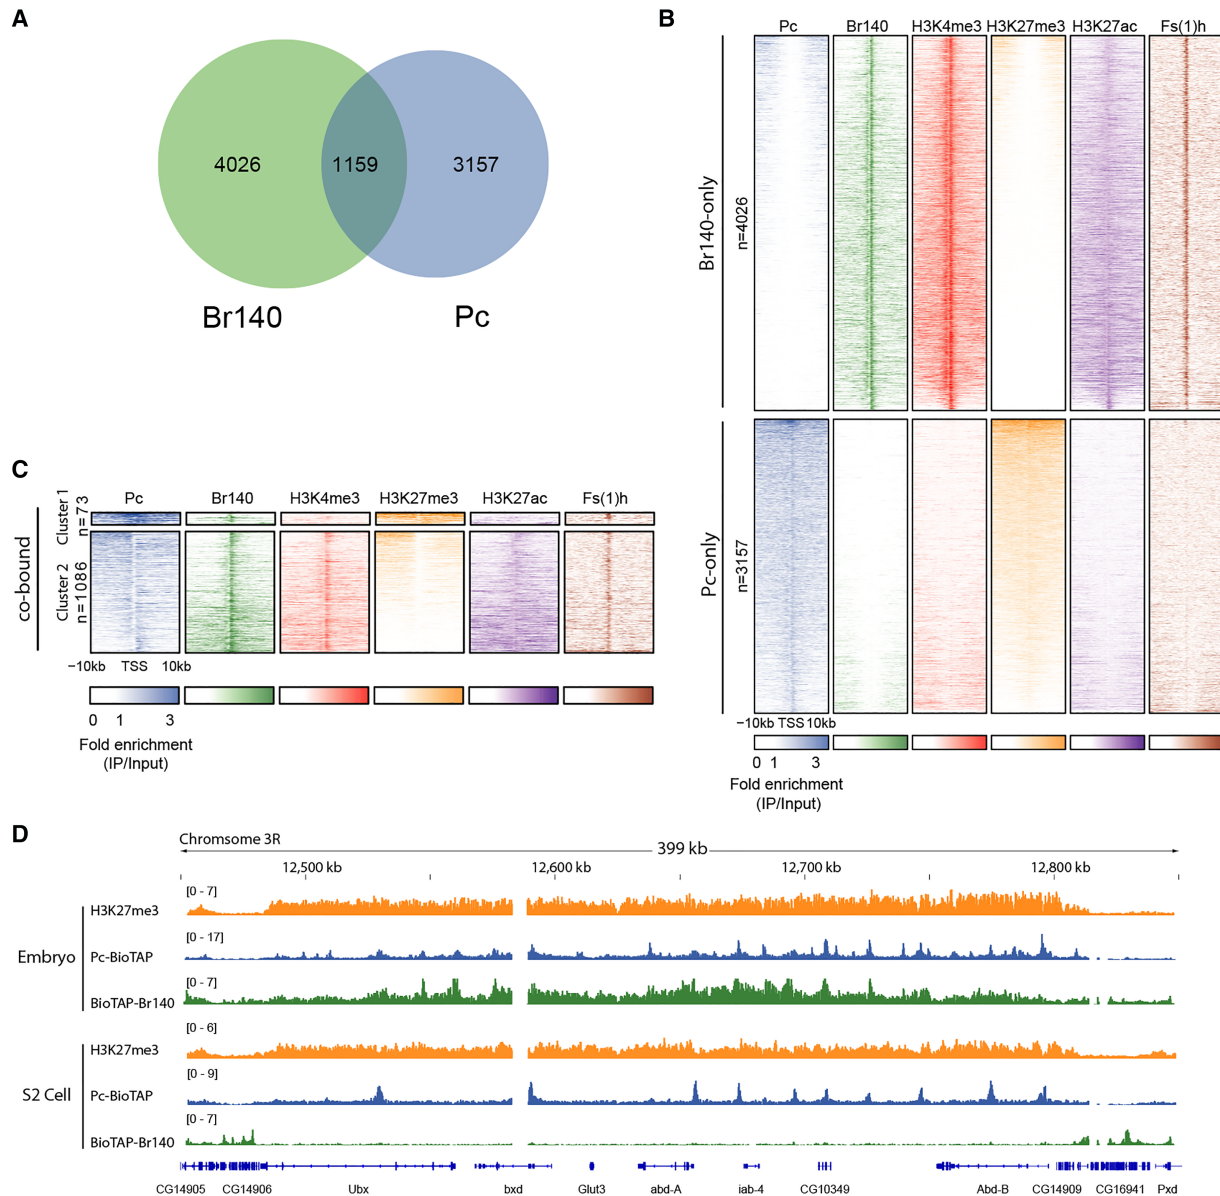 A
4026
1159
3157
Br140
Pc
B
Pc
Br140
H3K4me3
H3K27me3
H3K27ac
Fs(1)h
Br140-only
n=4026
Pc-only
n=3157
−10kb TSS 10kb
0 1 3
Fold enrichment
(IP/Input)
C
Pc
Br140
H3K4me3
H3K27me3
H3K27ac
Fs(1)h
co-bound
Cluster 1
n=73
Cluster 2
n=1086
−10kb TSS 10kb
0 1 3
Fold enrichment
(IP/Input)
D
Chromsome 3R
399 kb
12,500 kb 12,600 kb 12,700 kb 12,800 kb
Embryo
[0 - 7]
H3K27me3
[0 - 17]
Pc-BioTAP
[0 - 7]
BioTAP-Br140
S2 Cell
[0 - 6]
H3K27me3
[0 - 9]
Pc-BioTAP
[0 - 7]
BioTAP-Br140
CG14905 CG14906 Ubx bxd Glut3 abd-A iab-4 CG10349 Abd-B CG14909 CG16941 Pxd